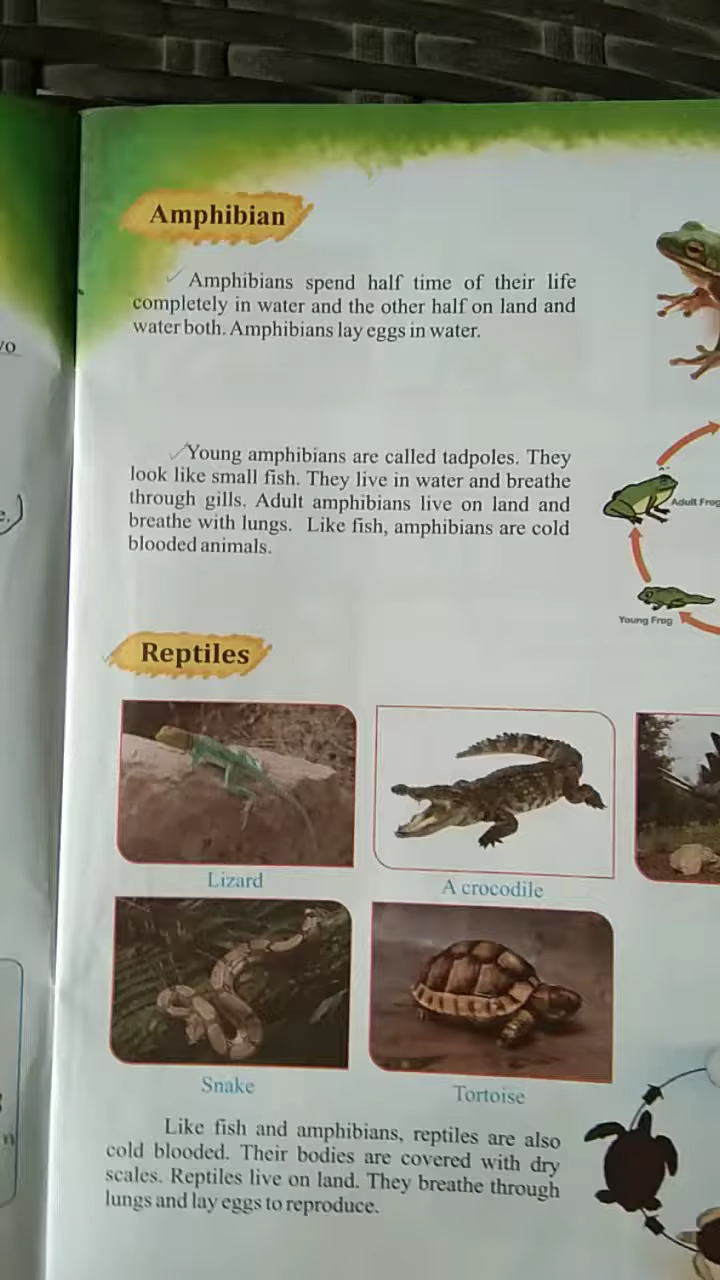 Amphibian
Amphibians spend half time of their life
completely in water and the other half on land and
water both. Amphibians lay eggs in water.
Young amphibians are called tadpoles. They
look like small fish. They live in water and breathe
through gills. Adult amphibians live on land and
breathe with lungs. Like fish, amphibians are cold
blooded animals.
Adult Frog
Young Frog
Reptiles
Lizard
A crocodile
Snake
Tortoise
Like fish and amphibians, reptiles are also
cold blooded. Their bodies are covered with dry
scales. Reptiles live on land. They breathe through
lungs and lay eggs to reproduce.